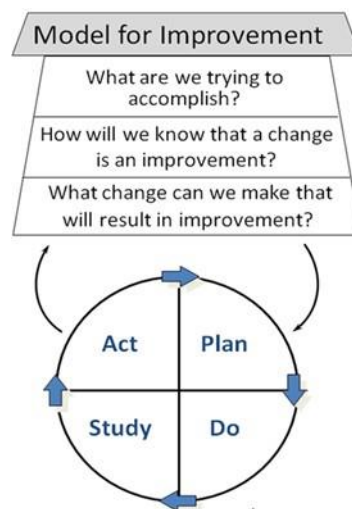 Model for Improvement
What are we trying to
accomplish?
How will we know that a change
is an improvement?
What change can we make that
will result in improvement?
Act
Plan
Study
Do